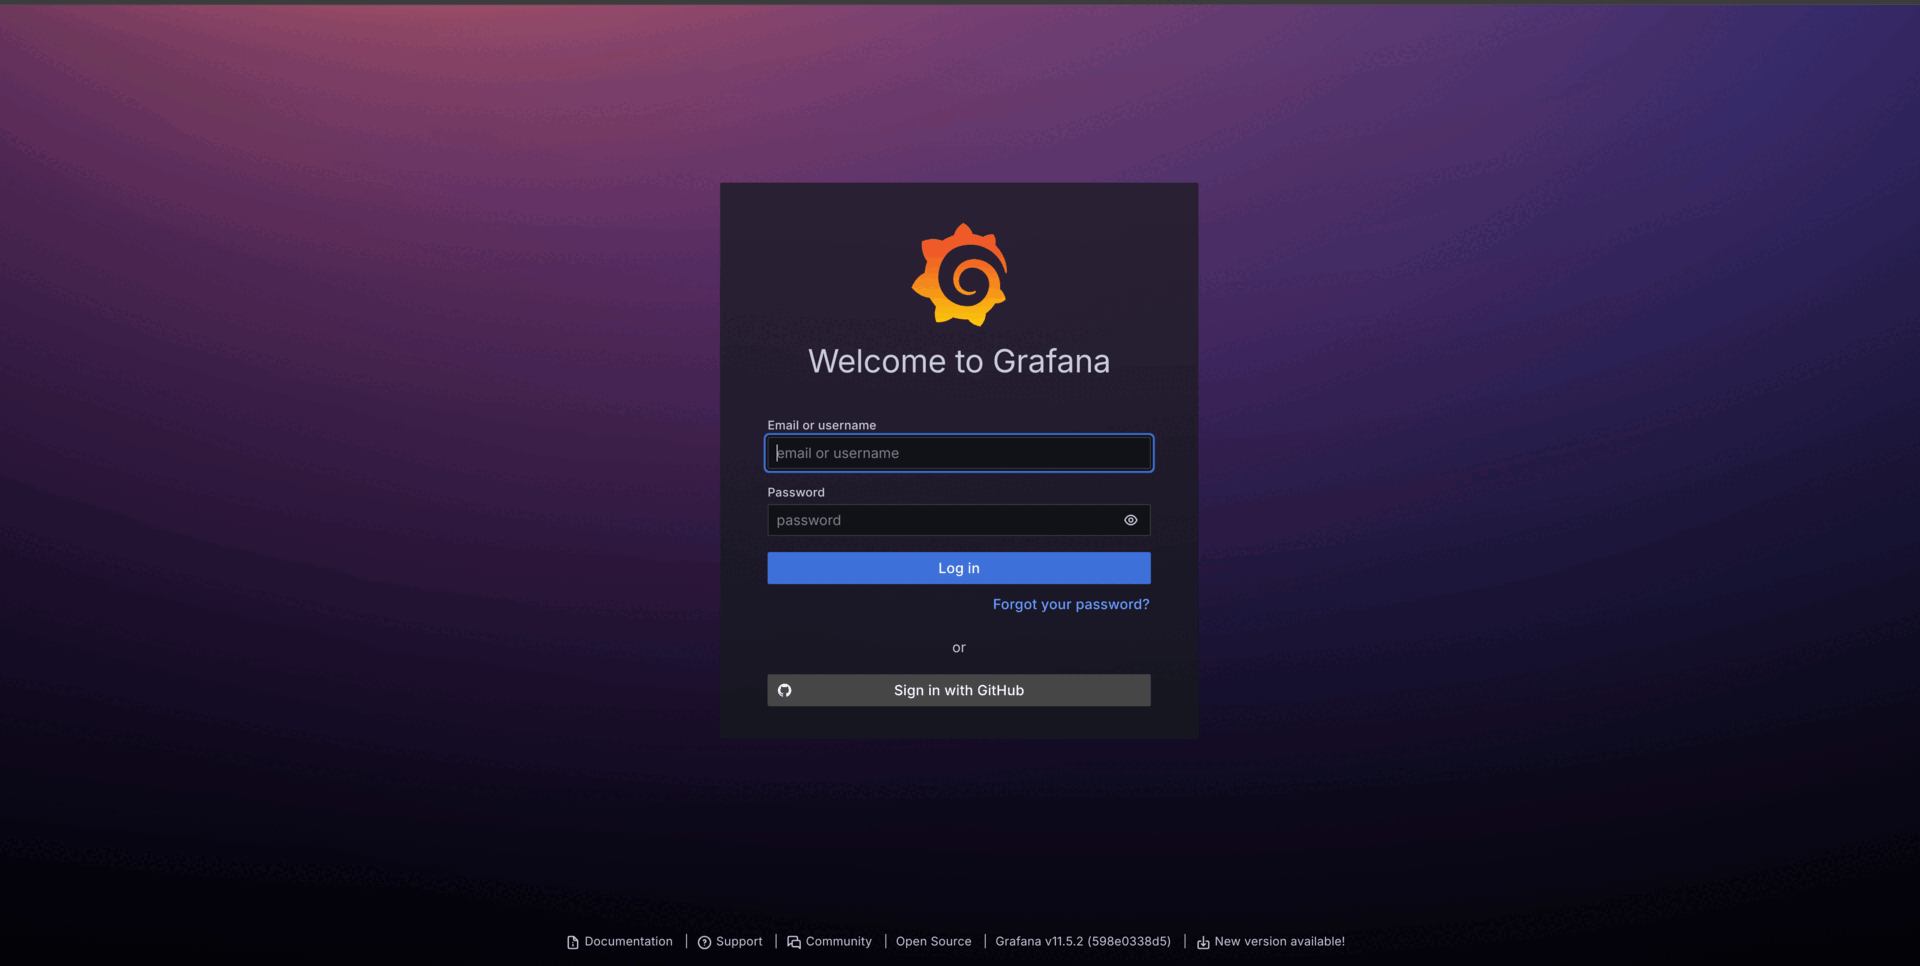 Welcome to Grafana
Email or username
email or username
Password
password
Log in
Forgot your password?
or
Sign in with GitHub
Documentation | Support | Community | Open Source | Grafana v11.5.2 (598e0338d5) | New version available!